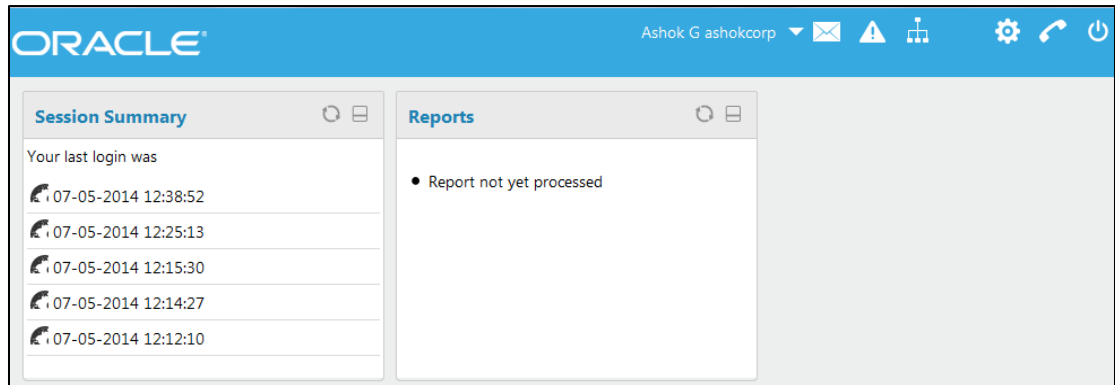 ORACLE
Ashok G ashokcorp
Session Summary
Your last login was
07-05-2014 12:38:52
07-05-2014 12:25:13
07-05-2014 12:15:30
07-05-2014 12:14:27
07-05-2014 12:12:10
Reports
Report not yet processed